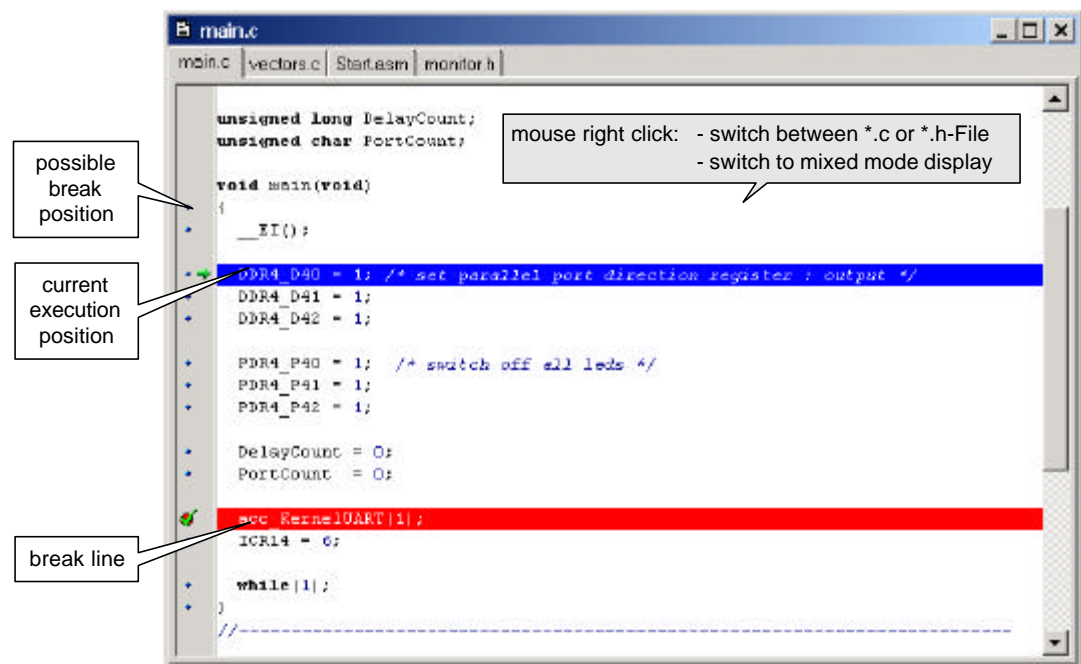 main.c
main.c vectors.c Start.asm monitor.h
unsigned long DelayCount;
unsigned char PortCount;
mouse right click: - switch between *.c or *.h-File
- switch to mixed mode display
possible
break
position
void main(void)
{
__EI();
current
execution
position
DDR4_D40 = 1; /* set parallel port direction register : output */
DDR4_D41 = 1;
DDR4_D42 = 1;
PDR4_P40 = 1; /* switch off all leds */
PDR4_P41 = 1;
PDR4_P42 = 1;
DelayCount = 0;
PortCount = 0;
break line
acc_KernelUART(1);
ICR14 = 6;
while(1);
}
//--------------------------------------------------------------------------